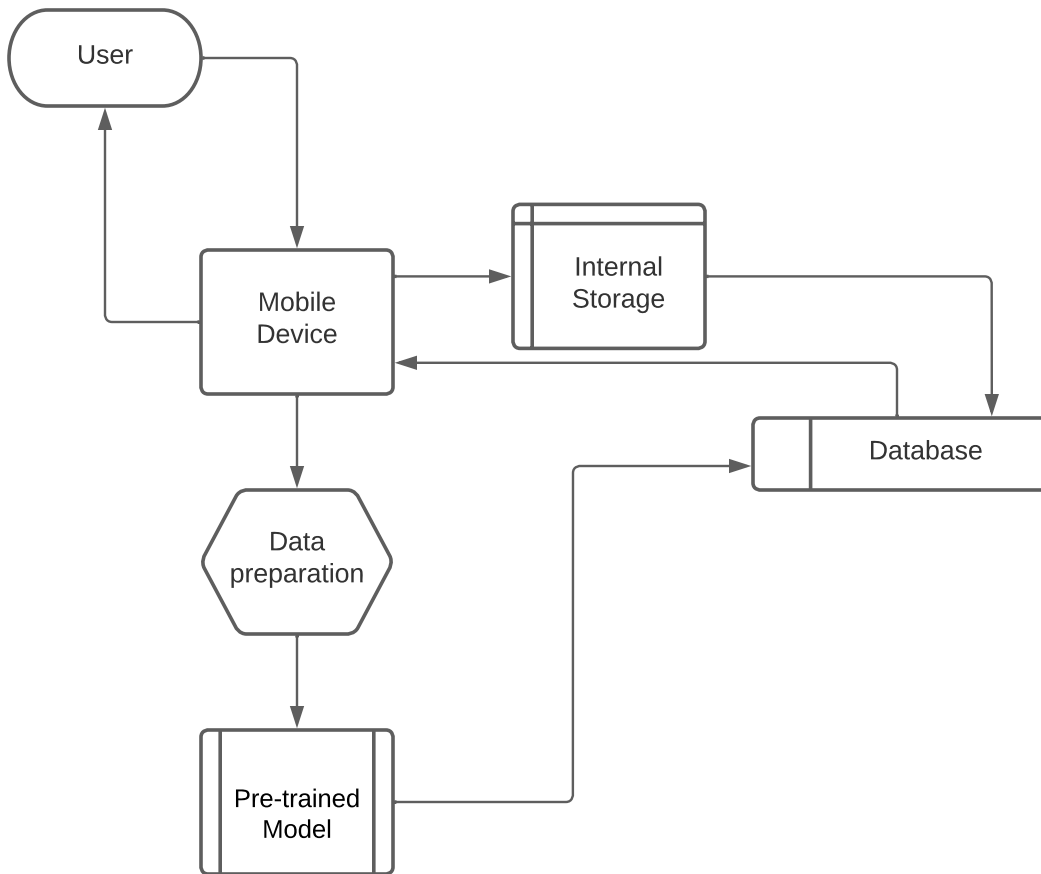 User
Mobile
Device
Internal
Storage
Database
Data
preparation
Pre-trained
Model